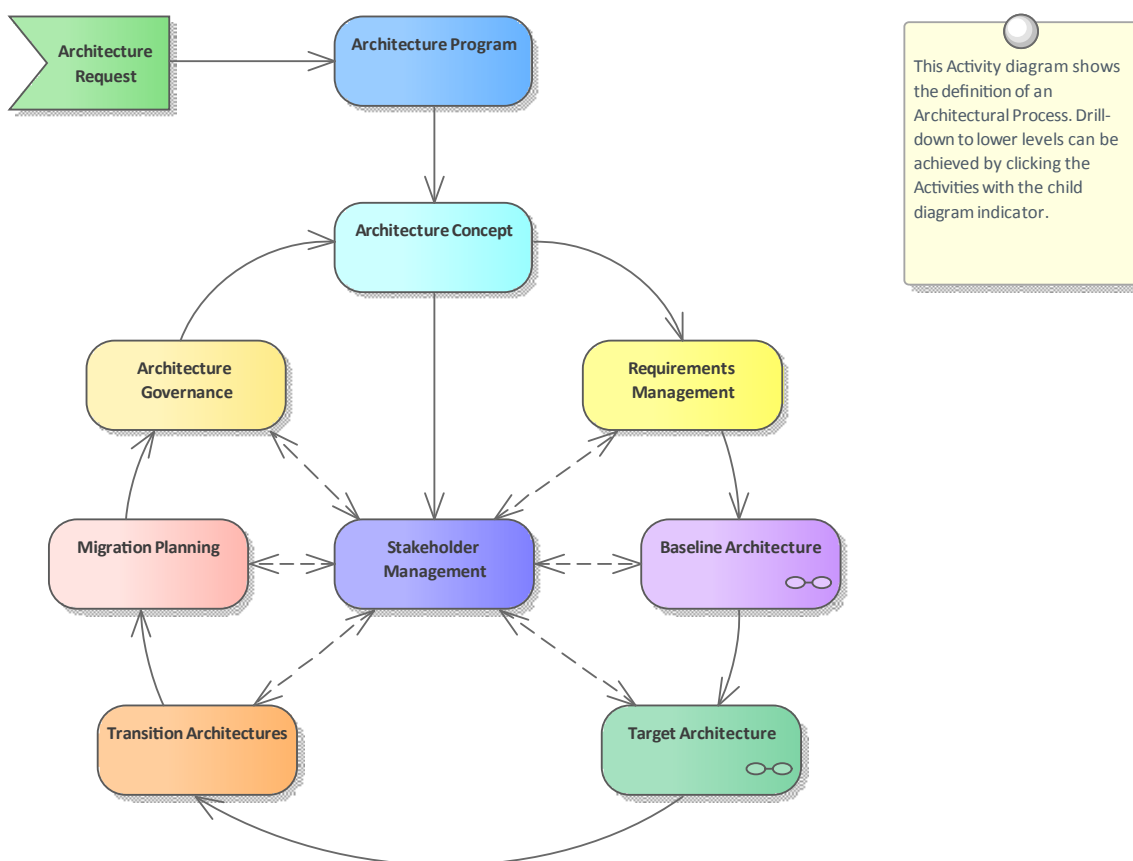 Architecture
Request
Architecture Program
This Activity diagram shows
the definition of an
Architectural Process. Drill-
down to lower levels can be
achieved by clicking the
Activities with the child
diagram indicator.
Architecture Concept
Architecture
Governance
Requirements
Management
Migration Planning
Stakeholder
Management
Baseline Architecture
Transition Architectures
Target Architecture